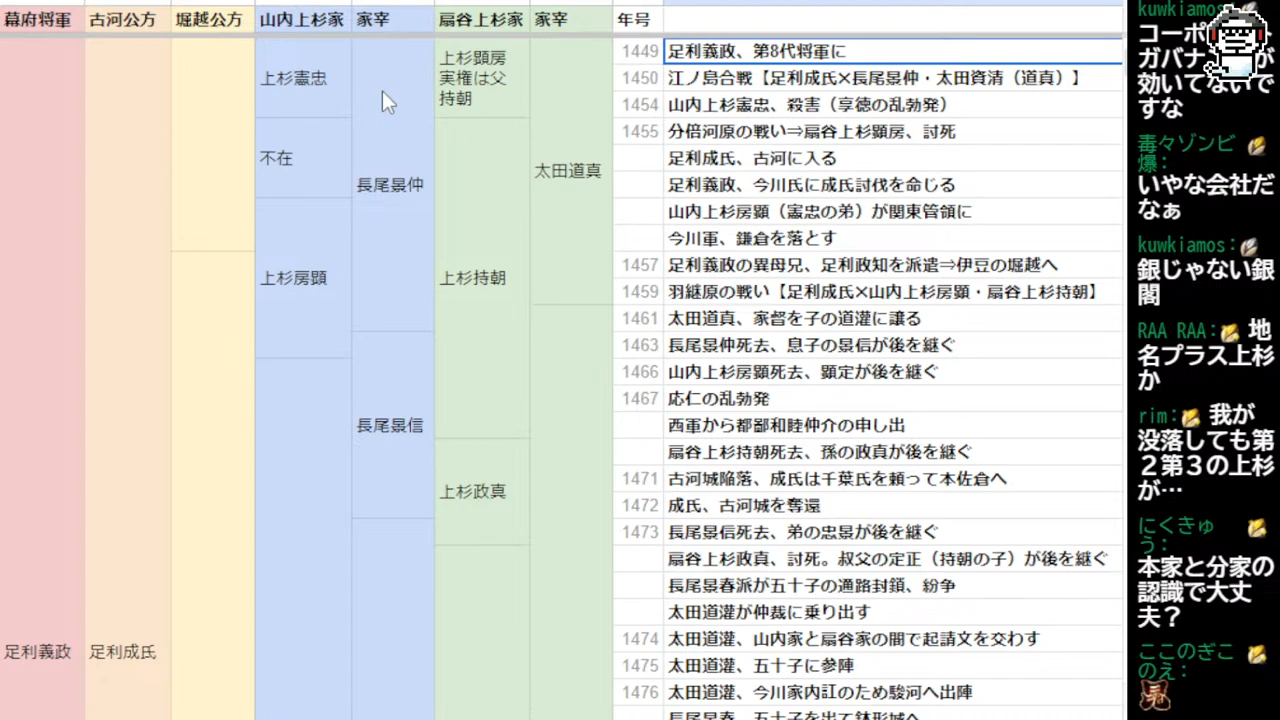 幕府将軍 古河公方 堀越公方 山内上杉家 家宰 扇谷上杉家 家宰 年号
上杉憲忠
不在
上杉房顕
長尾景仲
長尾景信
上杉顕房
実権は父
持朝
上杉持朝
上杉政真
太田道真
足利義政
足利成氏
1449 足利義政、第8代将軍に
1450 江ノ島合戦【足利成氏×長尾景仲・太田資清（道真）】
1454 山内上杉憲忠、殺害（享徳の乱勃発）
1455 分倍河原の戦い⇒扇谷上杉顕房、討死
足利成氏、古河に入る
足利義政、今川氏に成氏討伐を命じる
山内上杉房顕（憲忠の弟）が関東管領に
今川軍、鎌倉を落とす
1457 足利義政の異母兄、足利政知を派遣⇒伊豆の堀越へ
1459 羽継原の戦い【足利成氏×山内上杉房顕・扇谷上杉持朝】
1461 太田道真、家督を子の道灌に譲る
1463 長尾景仲死去、息子の景信が後を継ぐ
1466 山内上杉房顕死去、顕定が後を継ぐ
1467 応仁の乱勃発
西軍から都鄙和睦仲介の申し出
扇谷上杉持朝死去、孫の政真が後を継ぐ
1471 古河城陥落、成氏は千葉氏を頼って本佐倉へ
1472 成氏、古河城を奪還
1473 長尾景信死去、弟の忠景が後を継ぐ
扇谷上杉政真、討死。叔父の定正（持朝の子）が後を継ぐ
長尾景春派が五十子の通路封鎖、紛争
太田道灌が仲裁に乗り出す
1474 太田道灌、山内家と扇谷家の間で起請文を交わす
1475 太田道灌、五十子に参陣
1476 太田道灌、今川家内訌のため駿河へ出陣
長尾景春、五十子を出て鉢形城へ
kuwkiamos:
コーポ
ガバナ が
効いてないで
すな
毒々ゾンビ
爆:
いやな会社だ
なぁ
kuwkiamos:
銀じゃない銀
閣
RAA RAA: 地
名プラス上杉
か
rim: 我が
没落しても第
２第３の上杉
が…
にくきゅ
う:
本家と分家の
認識で大丈
夫？
ここのぎこ
のえ: